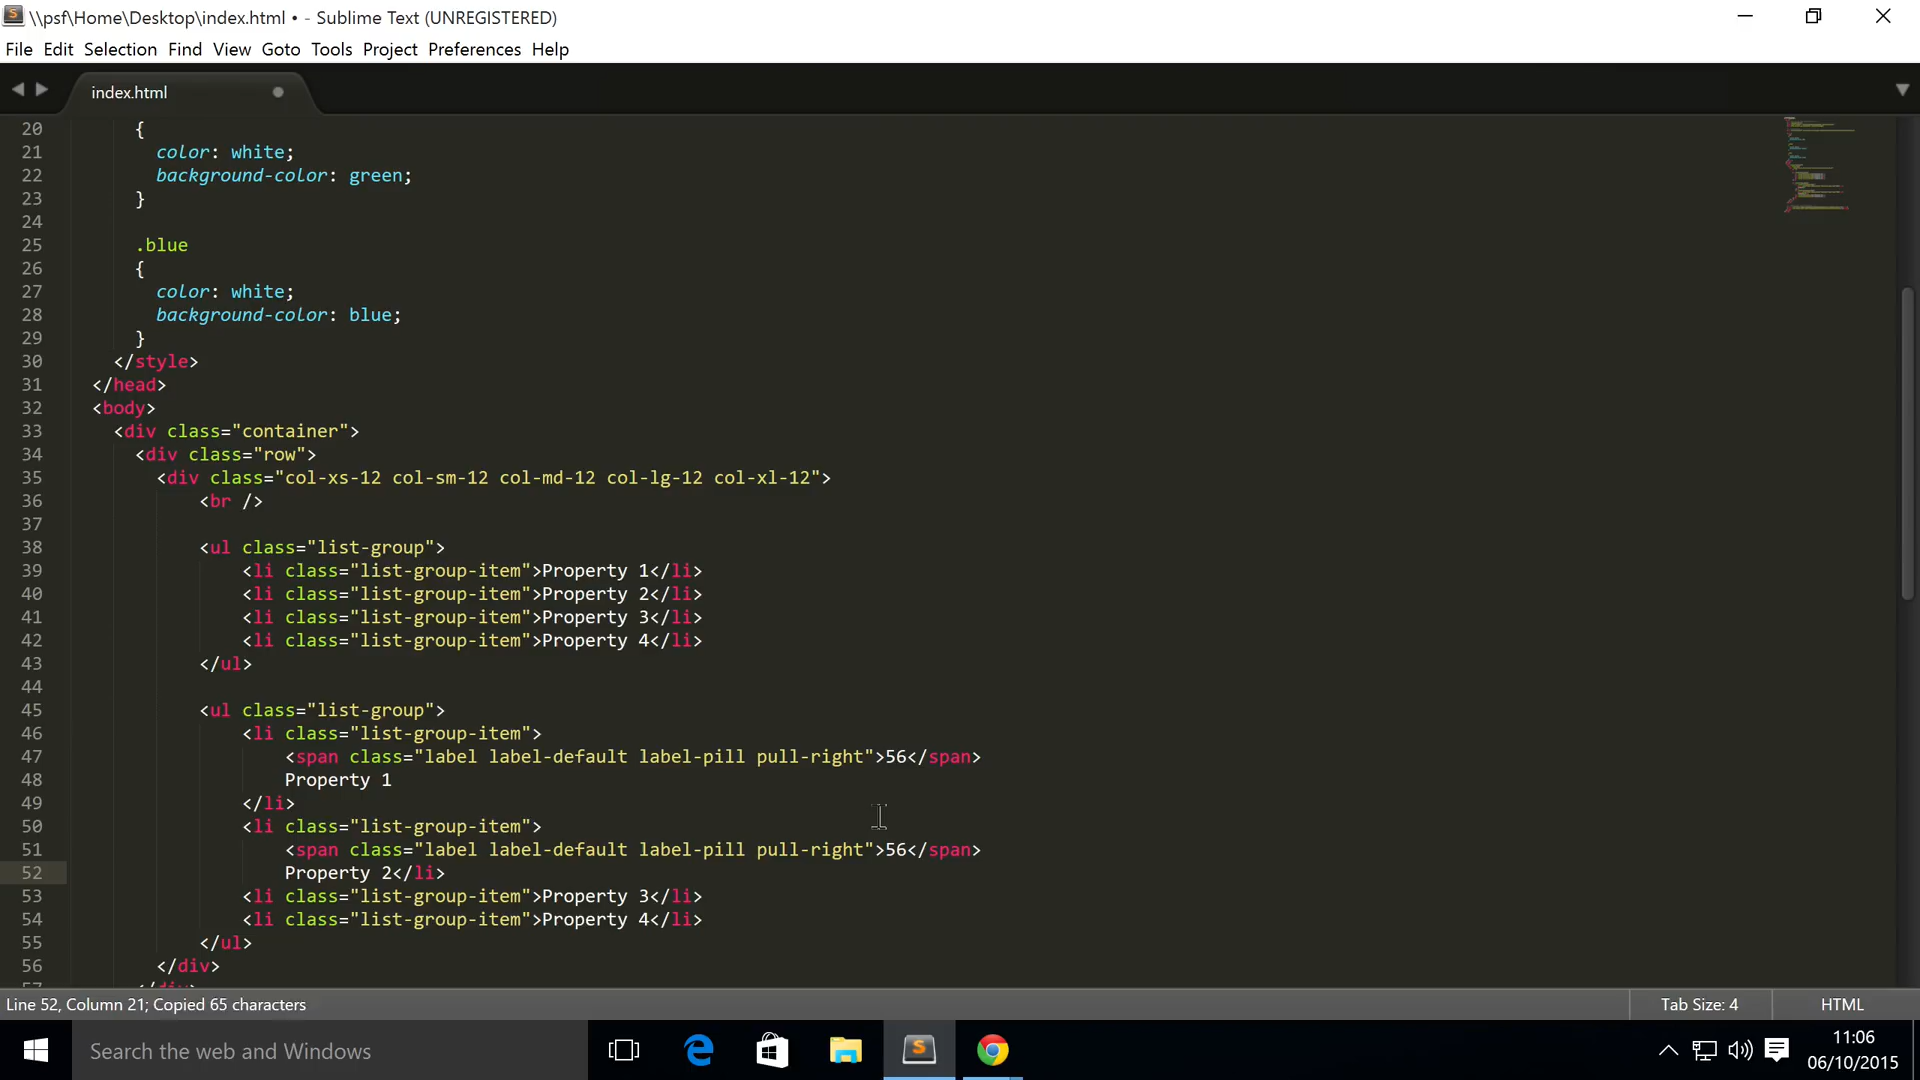 \\psf\Home\Desktop\index.html • - Sublime Text (UNREGISTERED)
File Edit Selection Find View Goto Tools Project Preferences Help
index.html
20 {
21 color: white;
22 background-color: green;
23 }
24
25 .blue
26 {
27 color: white;
28 background-color: blue;
29 }
30 </style>
31 </head>
32 <body>
33 <div class="container">
34 <div class="row">
35 <div class="col-xs-12 col-sm-12 col-md-12 col-lg-12 col-xl-12">
36 <br />
37
38 <ul class="list-group">
39 <li class="list-group-item">Property 1</li>
40 <li class="list-group-item">Property 2</li>
41 <li class="list-group-item">Property 3</li>
42 <li class="list-group-item">Property 4</li>
43 </ul>
44
45 <ul class="list-group">
46 <li class="list-group-item">
47 <span class="label label-default label-pill pull-right">56</span>
48 Property 1
49 </li>
50 <li class="list-group-item">
51 <span class="label label-default label-pill pull-right">56</span>
52 Property 2</li>
53 <li class="list-group-item">Property 3</li>
54 <li class="list-group-item">Property 4</li>
55 </ul>
56 </div>
57 </div>
Line 52, Column 21; Copied 65 characters
Tab Size: 4
HTML
Search the web and Windows
11:06
06/10/2015